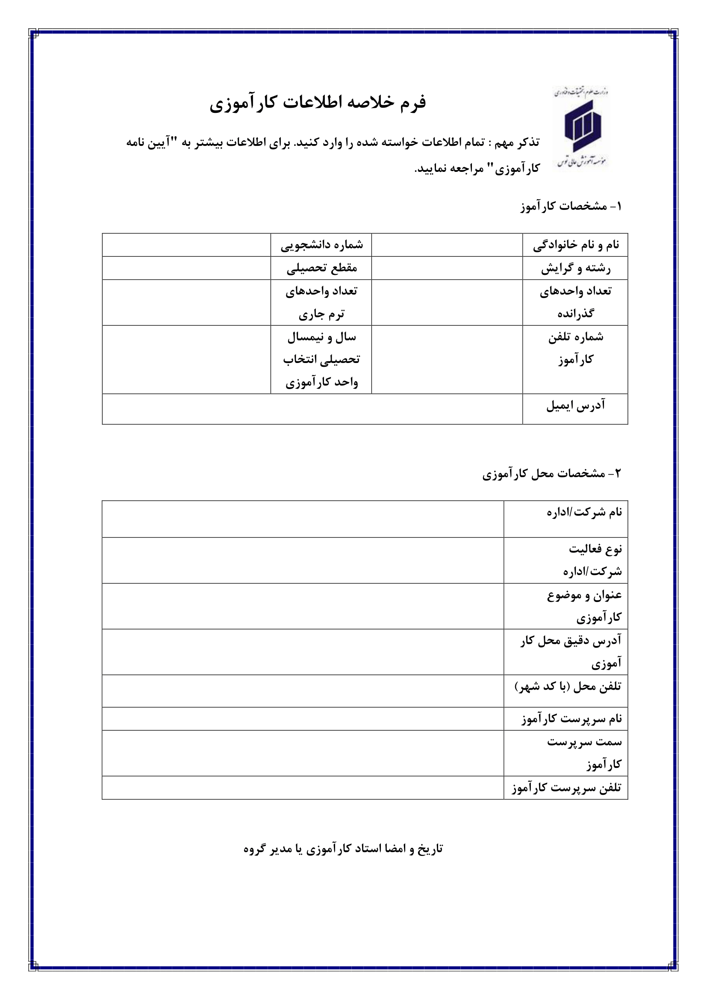 وزارت علوم، تحقیقات و فناوری
موسسه آموزش عالی توس
فرم خلاصه اطلاعات کارآموزی
تذکر مهم : تمام اطلاعات خواسته شده را وارد کنید. برای اطلاعات بیشتر به "آیین نامه
کارآموزی" مراجعه نمایید.
۱- مشخصات کارآموز
نام و نام خانوادگی
شماره دانشجویی
رشته و گرایش
مقطع تحصیلی
تعداد واحدهای
گذرانده
تعداد واحدهای
ترم جاری
شماره تلفن
کارآموز
سال و نیمسال
تحصیلی انتخاب
واحد کارآموزی
آدرس ایمیل
۲- مشخصات محل کارآموزی
نام شرکت/اداره
نوع فعالیت
شرکت/اداره
عنوان و موضوع
کارآموزی
آدرس دقیق محل کار
آموزی
تلفن محل (با کد شهر)
نام سرپرست کارآموز
سمت سرپرست
کارآموز
تلفن سرپرست کارآموز
تاریخ و امضا استاد کارآموزی یا مدیر گروه